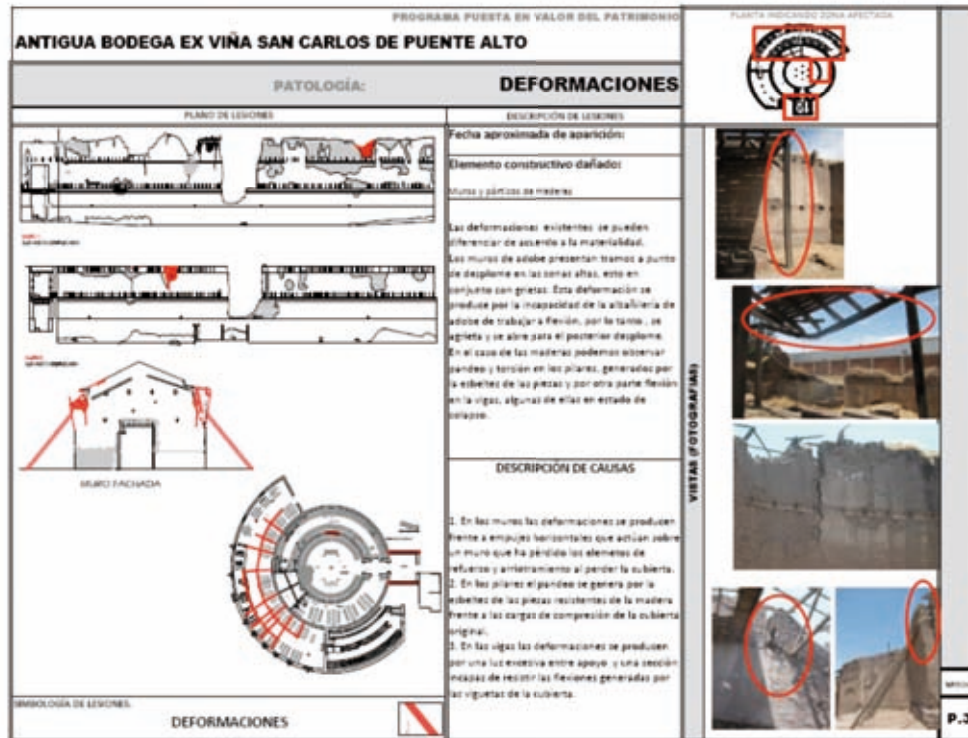 PROGRAMA PUESTA EN VALOR DEL PATRIMONIO
ANTIGUA BODEGA EX VIÑA SAN CARLOS DE PUENTE ALTO
PATOLOGÍA: DEFORMACIONES
PLANO DE LESIONES
MURO FACHADA
SIMBOLOGÍA DE LESIONES.
DEFORMACIONES
DESCRIPCIÓN DE LESIONES
Fecha aproximada de aparición:
Elemento constructivo dañado:
Muros y pórticos de maderas
Las deformaciones existentes se pueden
diferenciar de acuerdo a la materialidad.
Los muros de adobe presentan tramos a punto
de desplome en las zonas altas, esto en
conjunto con grietas. Esta deformación se
produce por la incapacidad de la albañilería de
adobe de trabajar a flexión, por lo tanto , se
agrieta y se abre para el posterior desplome.
En el caso de las maderas podemos observar
pandeo y torsión en los pilares, generados por
la esbeltes de las piezas y por otra parte flexión
en la vigas, algunas de ellas en estado de
colapso.
DESCRIPCIÓN DE CAUSAS
1. En los muros las deformaciones se producen
frente a empujes horizontales que actúan sobre
un muro que ha pérdido los elemetos de
refuerzo y arriotramiento al perder la cubierta.
2. En los pilares el pandeo se genera por la
esbeltes de las piezas resistentes de la madera
frente a las cargas de compresión de la cubierta
original.
3. En las vigas las deformaciones se producen
por una luz excesiva entre apoyo y una sección
incapas de resistir las flexiones generadas por
las viguetas de la cubierta.
PLANTA INDICANDO ZONA AFECTADA
VISTAS (FOTOGRAFIAS)
P.3